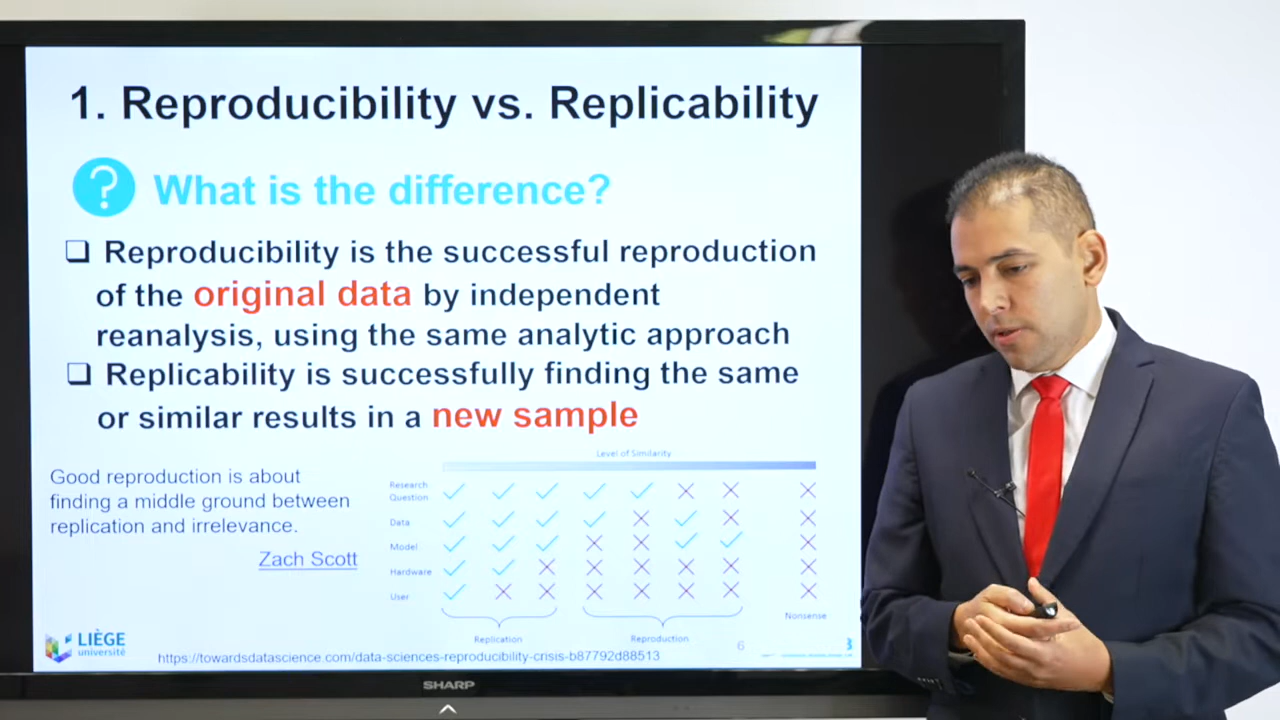 1. Reproducibility vs. Replicability
? What is the difference?
❑ Reproducibility is the successful reproduction
of the original data by independent
reanalysis, using the same analytic approach
❑ Replicability is successfully finding the same
or similar results in a new sample
Good reproduction is about
finding a middle ground between
replication and irrelevance.
Zach Scott
Level of Similarity
Research
Question
Data
Model
Hardware
User
Replication
Reproduction
Nonsense
LIÈGE
université
https://towardsdatascience.com/data-sciences-reproducibility-crisis-b87792d88513
6
SHARP